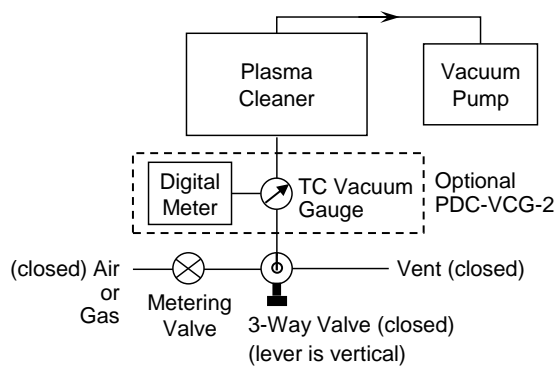 Plasma
Cleaner
Vacuum
Pump
Digital
Meter
TC Vacuum
Gauge
Optional
PDC-VCG-2
(closed) Air
or
Gas
Metering
Valve
Vent (closed)
3-Way Valve (closed)
(lever is vertical)